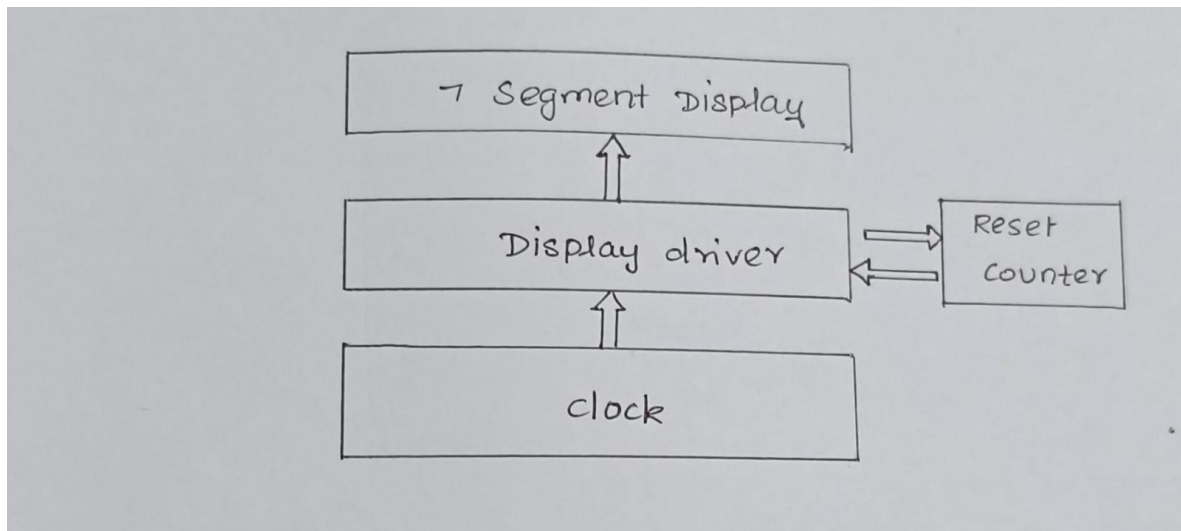 7 Segment Display
Display driver
Reset
Counter
clock